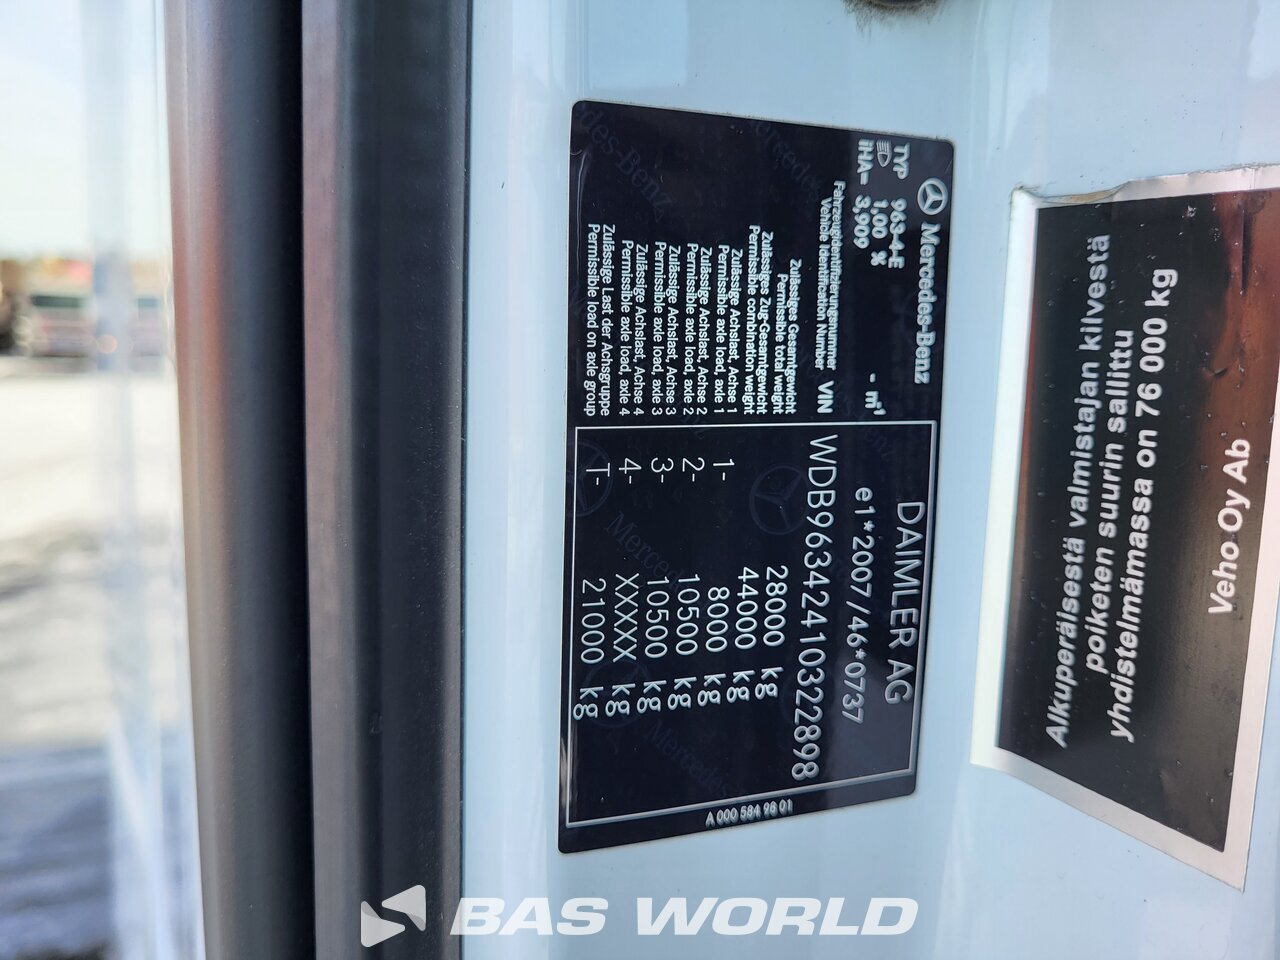 Mercedes-Benz
TYP 963-4-E
1,00 % - m⁻¹
iHA= 3,909
Fahrzeugidentifizierungsnummer
Vehicle Identification Number VIN
Zulässiges Gesamtgewicht
Permissible total weight
Zulässiges Zug-Gesamtgewicht
Permissible combination weight
Zulässige Achslast, Achse 1
Permissible axle load, axle 1
Zulässige Achslast, Achse 2
Permissible axle load, axle 2
Zulässige Achslast, Achse 3
Permissible axle load, axle 3
Zulässige Achslast, Achse 4
Permissible axle load, axle 4
Zulässige Last der Achsgruppe
Permissible load on axle group
DAIMLER AG
e1*2007/46*0737
WDB9634241032289 8
28000 kg
44000 kg
1- 8000 kg
2- 10500 kg
3- 10500 kg
4- XXXXX kg
T- 21000 kg
A 000 584 98 01
Alkuperäisestä valmistajan kilvestä
poiketen suurin sallittu
yhdistelmämassa on 76 000 kg
Veho Oy Ab
BAS WORLD